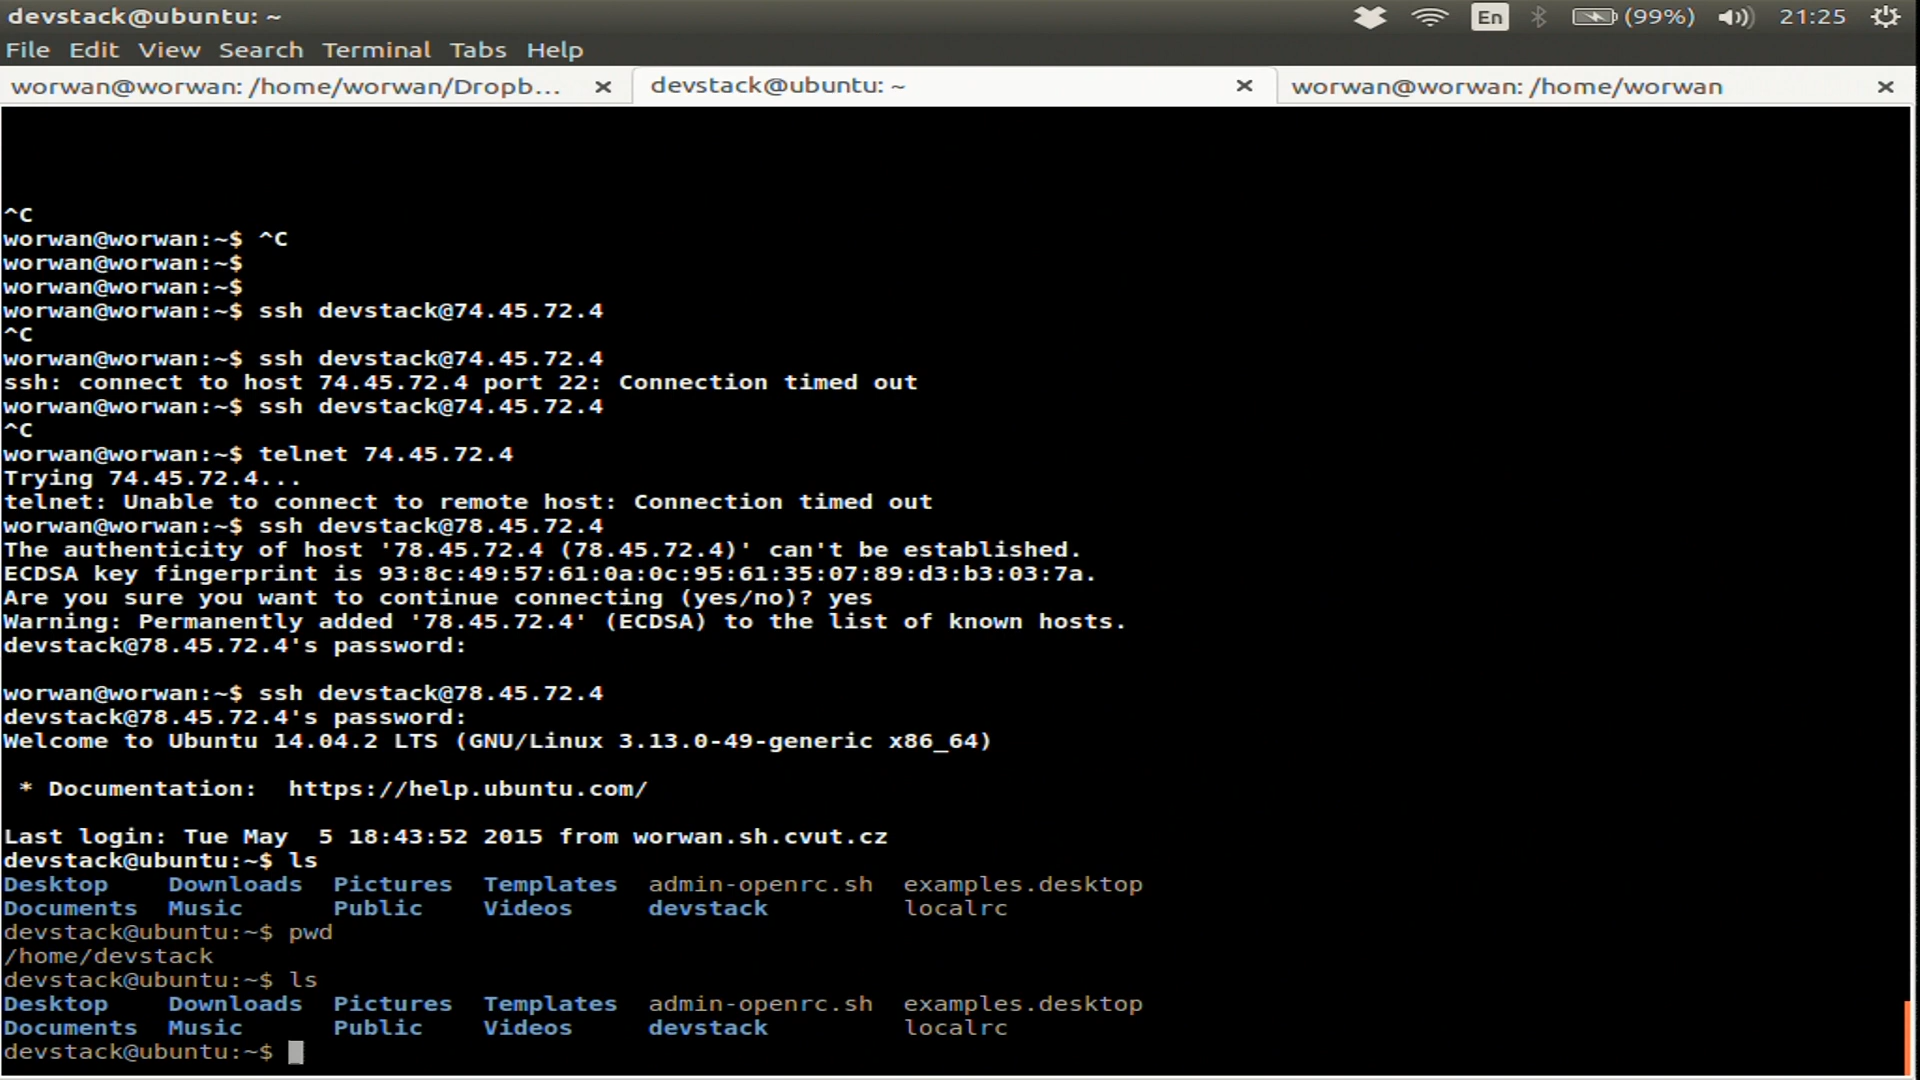 devstack@ubuntu: ~
En (99%) 21:25
File Edit View Search Terminal Tabs Help
worwan@worwan: /home/worwan/Dropb... × devstack@ubuntu: ~ × worwan@worwan: /home/worwan ×
^C
worwan@worwan:~$ ^C
worwan@worwan:~$
worwan@worwan:~$
worwan@worwan:~$ ssh devstack@74.45.72.4
^C
worwan@worwan:~$ ssh devstack@74.45.72.4
ssh: connect to host 74.45.72.4 port 22: Connection timed out
worwan@worwan:~$ ssh devstack@74.45.72.4
^C
worwan@worwan:~$ telnet 74.45.72.4
Trying 74.45.72.4...
telnet: Unable to connect to remote host: Connection timed out
worwan@worwan:~$ ssh devstack@78.45.72.4
The authenticity of host '78.45.72.4 (78.45.72.4)' can't be established.
ECDSA key fingerprint is 93:8c:49:57:61:0a:0c:95:61:35:07:89:d3:b3:03:7a.
Are you sure you want to continue connecting (yes/no)? yes
Warning: Permanently added '78.45.72.4' (ECDSA) to the list of known hosts.
devstack@78.45.72.4's password:
worwan@worwan:~$ ssh devstack@78.45.72.4
devstack@78.45.72.4's password:
Welcome to Ubuntu 14.04.2 LTS (GNU/Linux 3.13.0-49-generic x86_64)
* Documentation:  https://help.ubuntu.com/
Last login: Tue May  5 18:43:52 2015 from worwan.sh.cvut.cz
devstack@ubuntu:~$ ls
Desktop    Downloads  Pictures  Templates  admin-openrc.sh  examples.desktop
Documents  Music      Public    Videos     devstack         localrc
devstack@ubuntu:~$ pwd
/home/devstack
devstack@ubuntu:~$ ls
Desktop    Downloads  Pictures  Templates  admin-openrc.sh  examples.desktop
Documents  Music      Public    Videos     devstack         localrc
devstack@ubuntu:~$